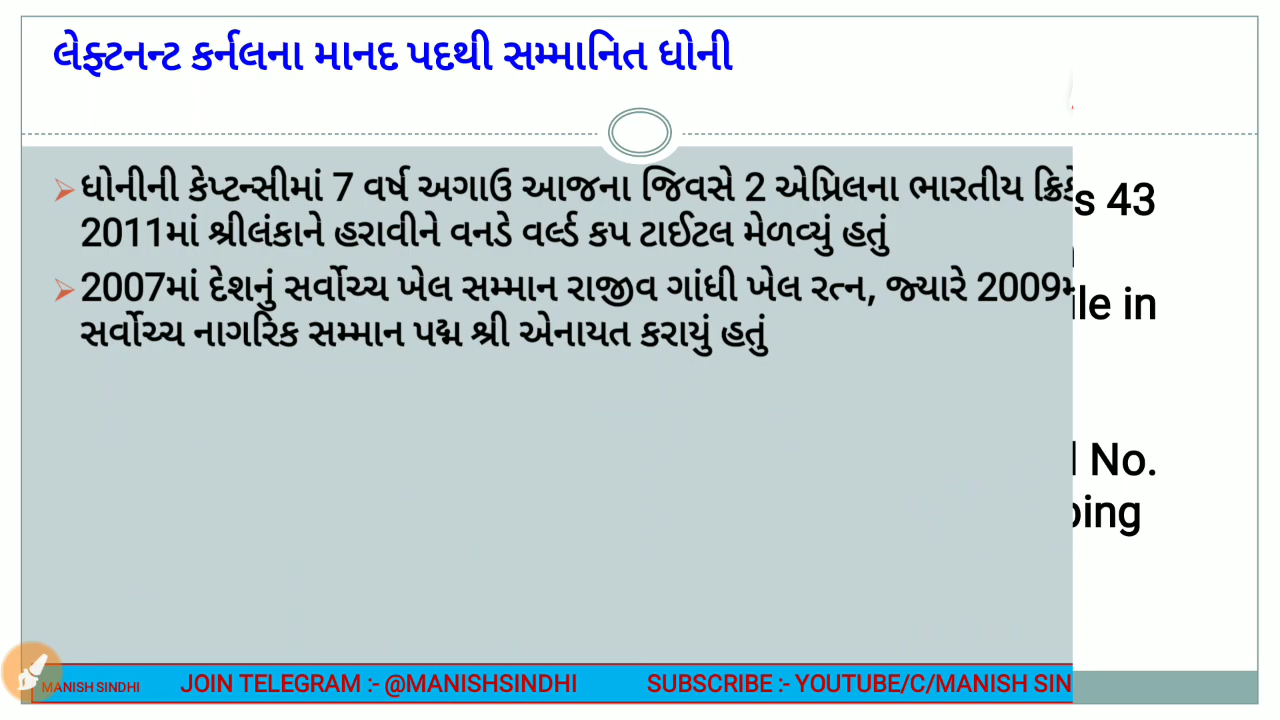 લેફ્ટનન્ટ કર્નલના માનદ પદથી સમ્માનિત ધોની
ધોનીની કેપ્ટન્સીમાં 7 વર્ષ અગાઉ આજના જિવસે 2 એપ્રિલના ભારતીય
2011માં શ્રીલંકાને હરાવીને વનડે વર્લ્ડ કપ ટાઈટલ મેળવ્યું હતું
2007માં દેશનું સર્વોચ્ચ ખેલ સમ્માન રાજીવ ગાંધી ખેલ રત્ન, જ્યારે 2009
સર્વોચ્ચ નાગરિક સમ્માન પદ્મ શ્રી એનાયત કરાયું હતું
43
in
No.
MANISH SINDHI JOIN TELEGRAM :- @MANISHSINDHI SUBSCRIBE :- YOUTUBE/C/MANISH SIN